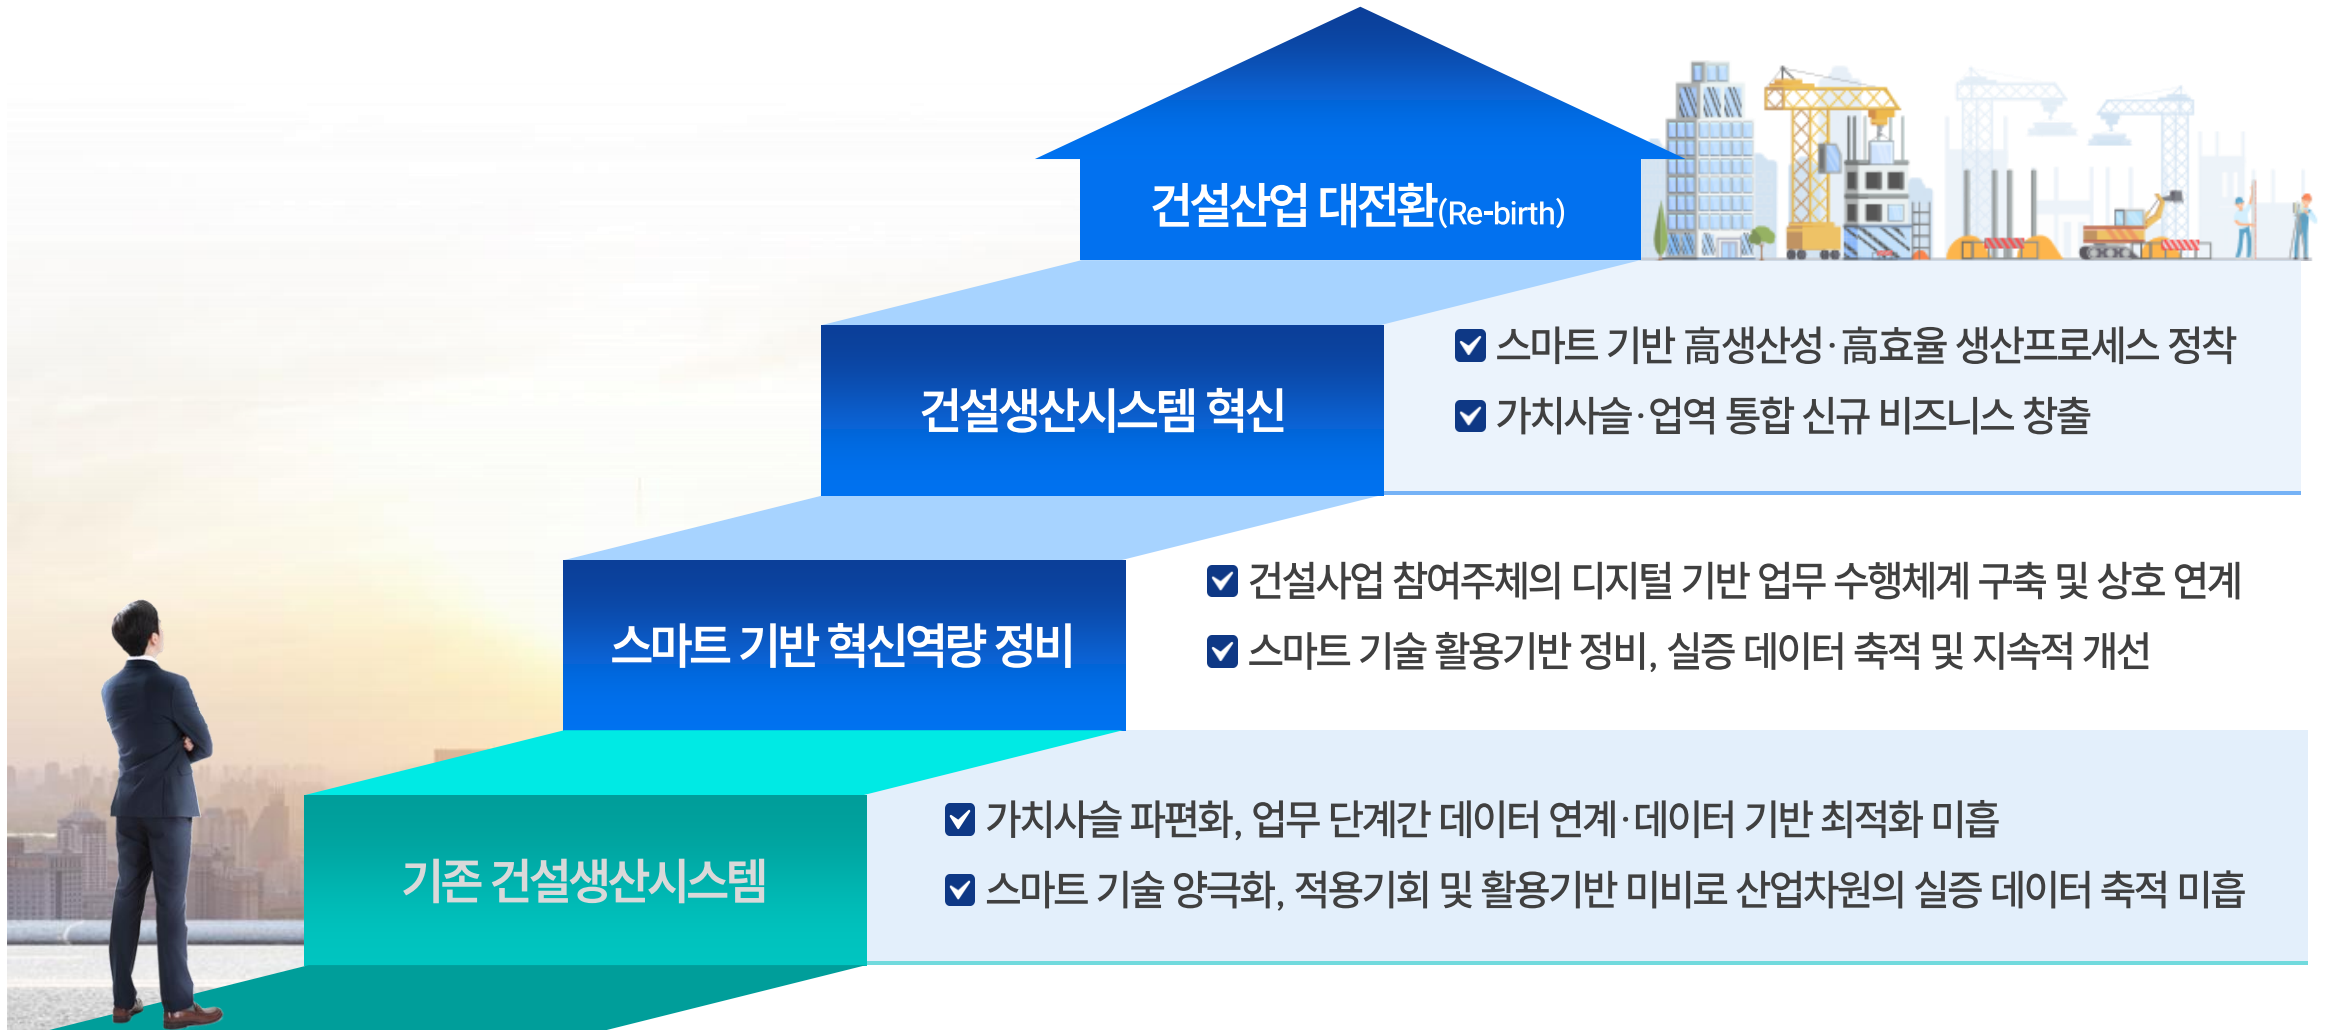 건설산업 대전환(Re-birth)
건설생산시스템 혁신
스마트 기반 高생산성·高효율 생산프로세스 정착
가치사슬·업역 통합 신규 비즈니스 창출
스마트 기반 혁신역량 정비
건설사업 참여주체의 디지털 기반 업무 수행체계 구축 및 상호 연계
스마트 기술 활용기반 정비, 실증 데이터 축적 및 지속적 개선
기존 건설생산시스템
가치사슬 파편화, 업무 단계간 데이터 연계·데이터 기반 최적화 미흡
스마트 기술 양극화, 적용기회 및 활용기반 미비로 산업차원의 실증 데이터 축적 미흡